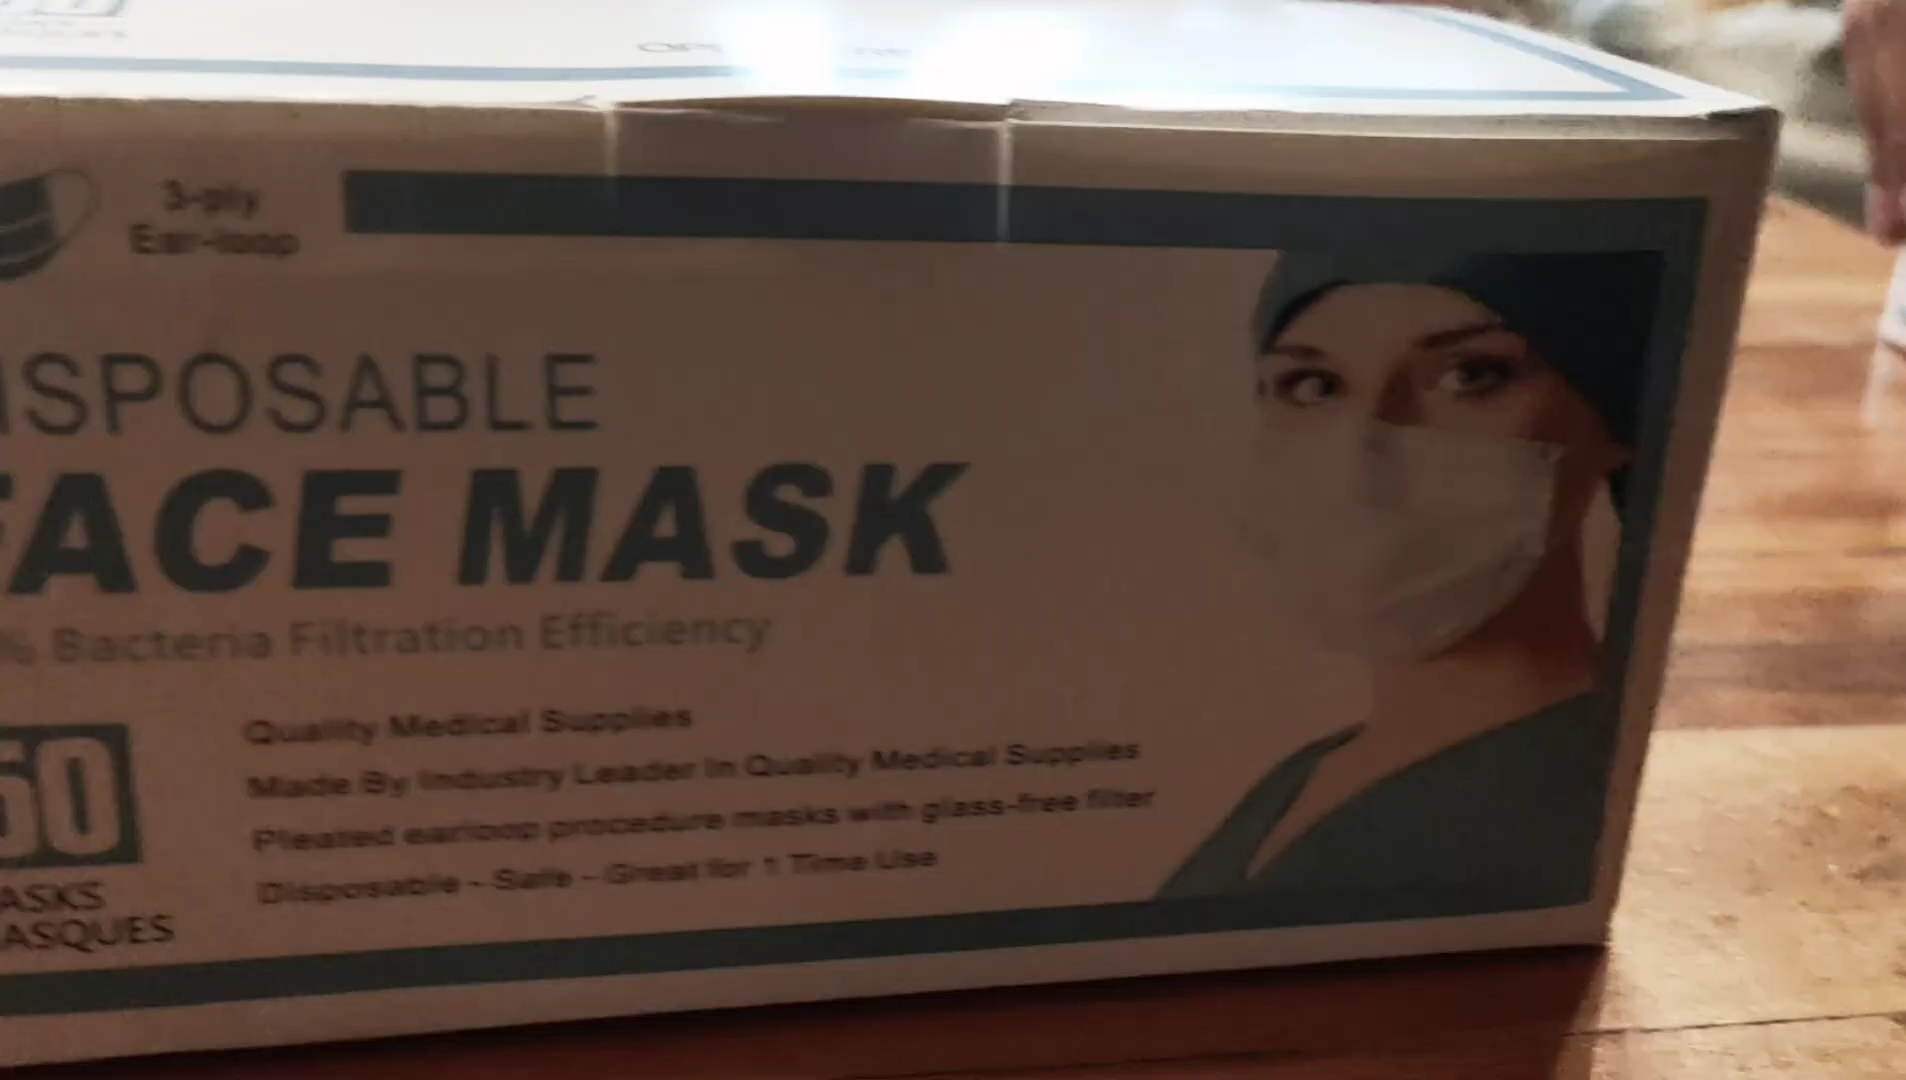 3-ply
Ear-loop
ISPOSABLE
FACE MASK
% Bacteria Filtration Efficiency
50
ASKS
ASQUES
Quality Medical Supplies
Made By Industry Leader In Quality Medical Supplies
Pleated earloop procedure masks with glass-free filter
Disposable - Safe - Great for 1 Time Use